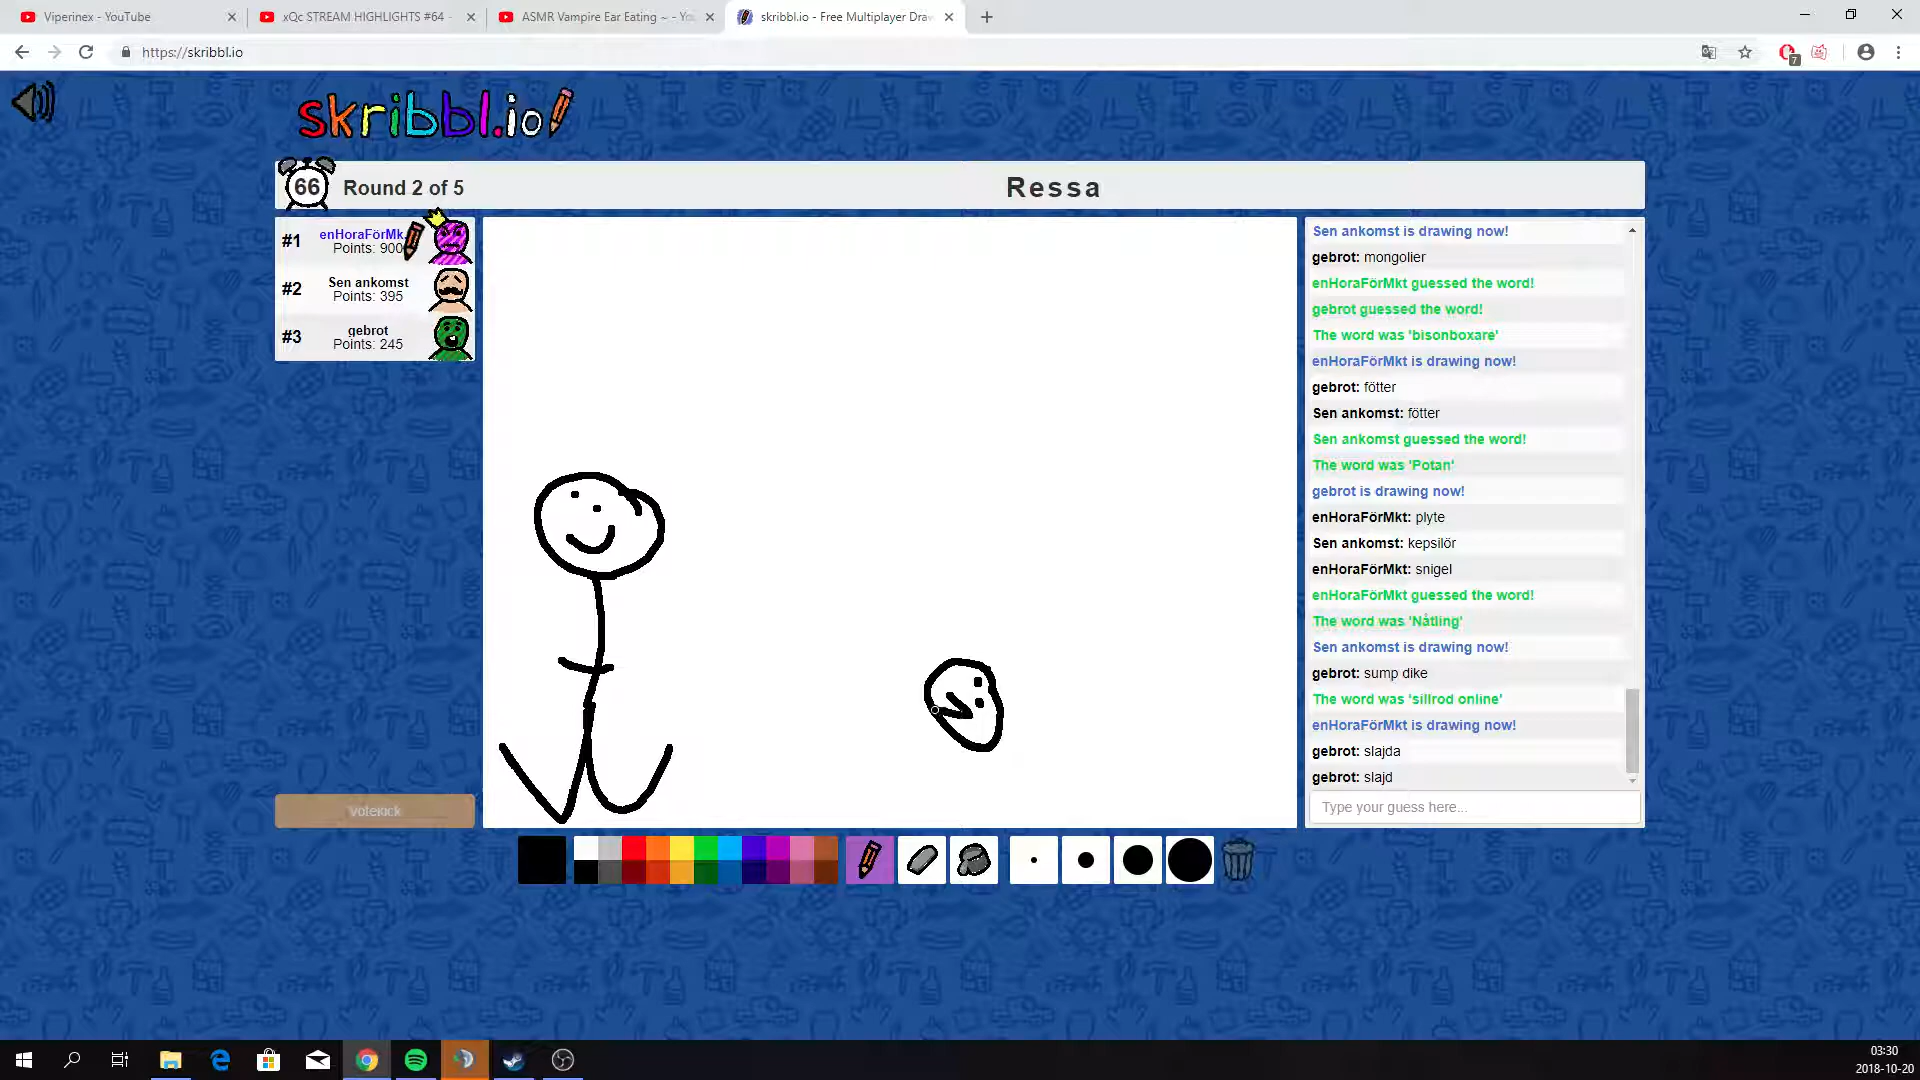 Viperinex - YouTube
xQc STREAM HIGHLIGHTS #64 -
ASMR Vampire Ear Eating ~ - You
skribbl.io - Free Multiplayer Draw
https://skribbl.io
7
skribbl.io
66
Round 2 of 5
Ressa
#1
enHoraFörMk
Points: 900
#2
Sen ankomst
Points: 395
#3
gebrot
Points: 245
Votekick
Sen ankomst is drawing now!
gebrot: mongolier
enHoraFörMkt guessed the word!
gebrot guessed the word!
The word was 'bisonboxare'
enHoraFörMkt is drawing now!
gebrot: fötter
Sen ankomst: fötter
Sen ankomst guessed the word!
The word was 'Potan'
gebrot is drawing now!
enHoraFörMkt: plyte
Sen ankomst: kepsilör
enHoraFörMkt: snigel
enHoraFörMkt guessed the word!
The word was 'Nåtling'
Sen ankomst is drawing now!
gebrot: sump dike
The word was 'sillrod online'
enHoraFörMkt is drawing now!
gebrot: slajda
gebrot: slajd
Type your guess here...
03:30
2018-10-20